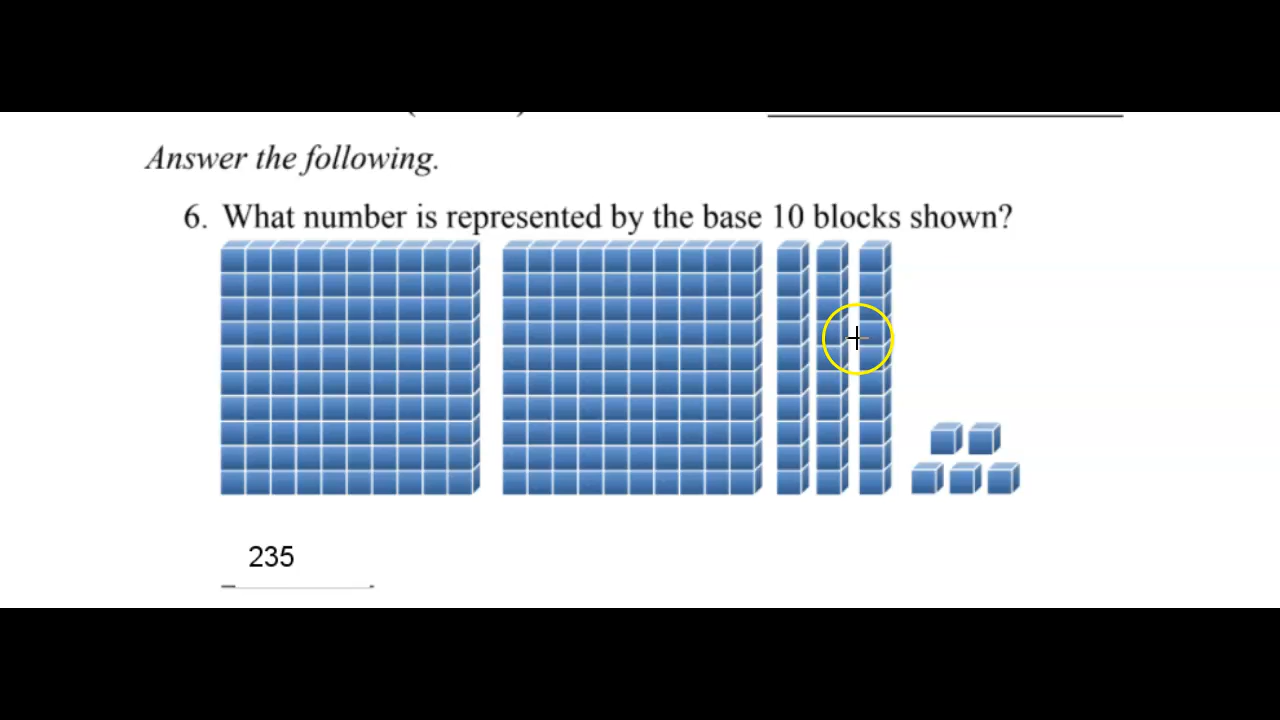 Answer the following.
6. What number is represented by the base 10 blocks shown?
235